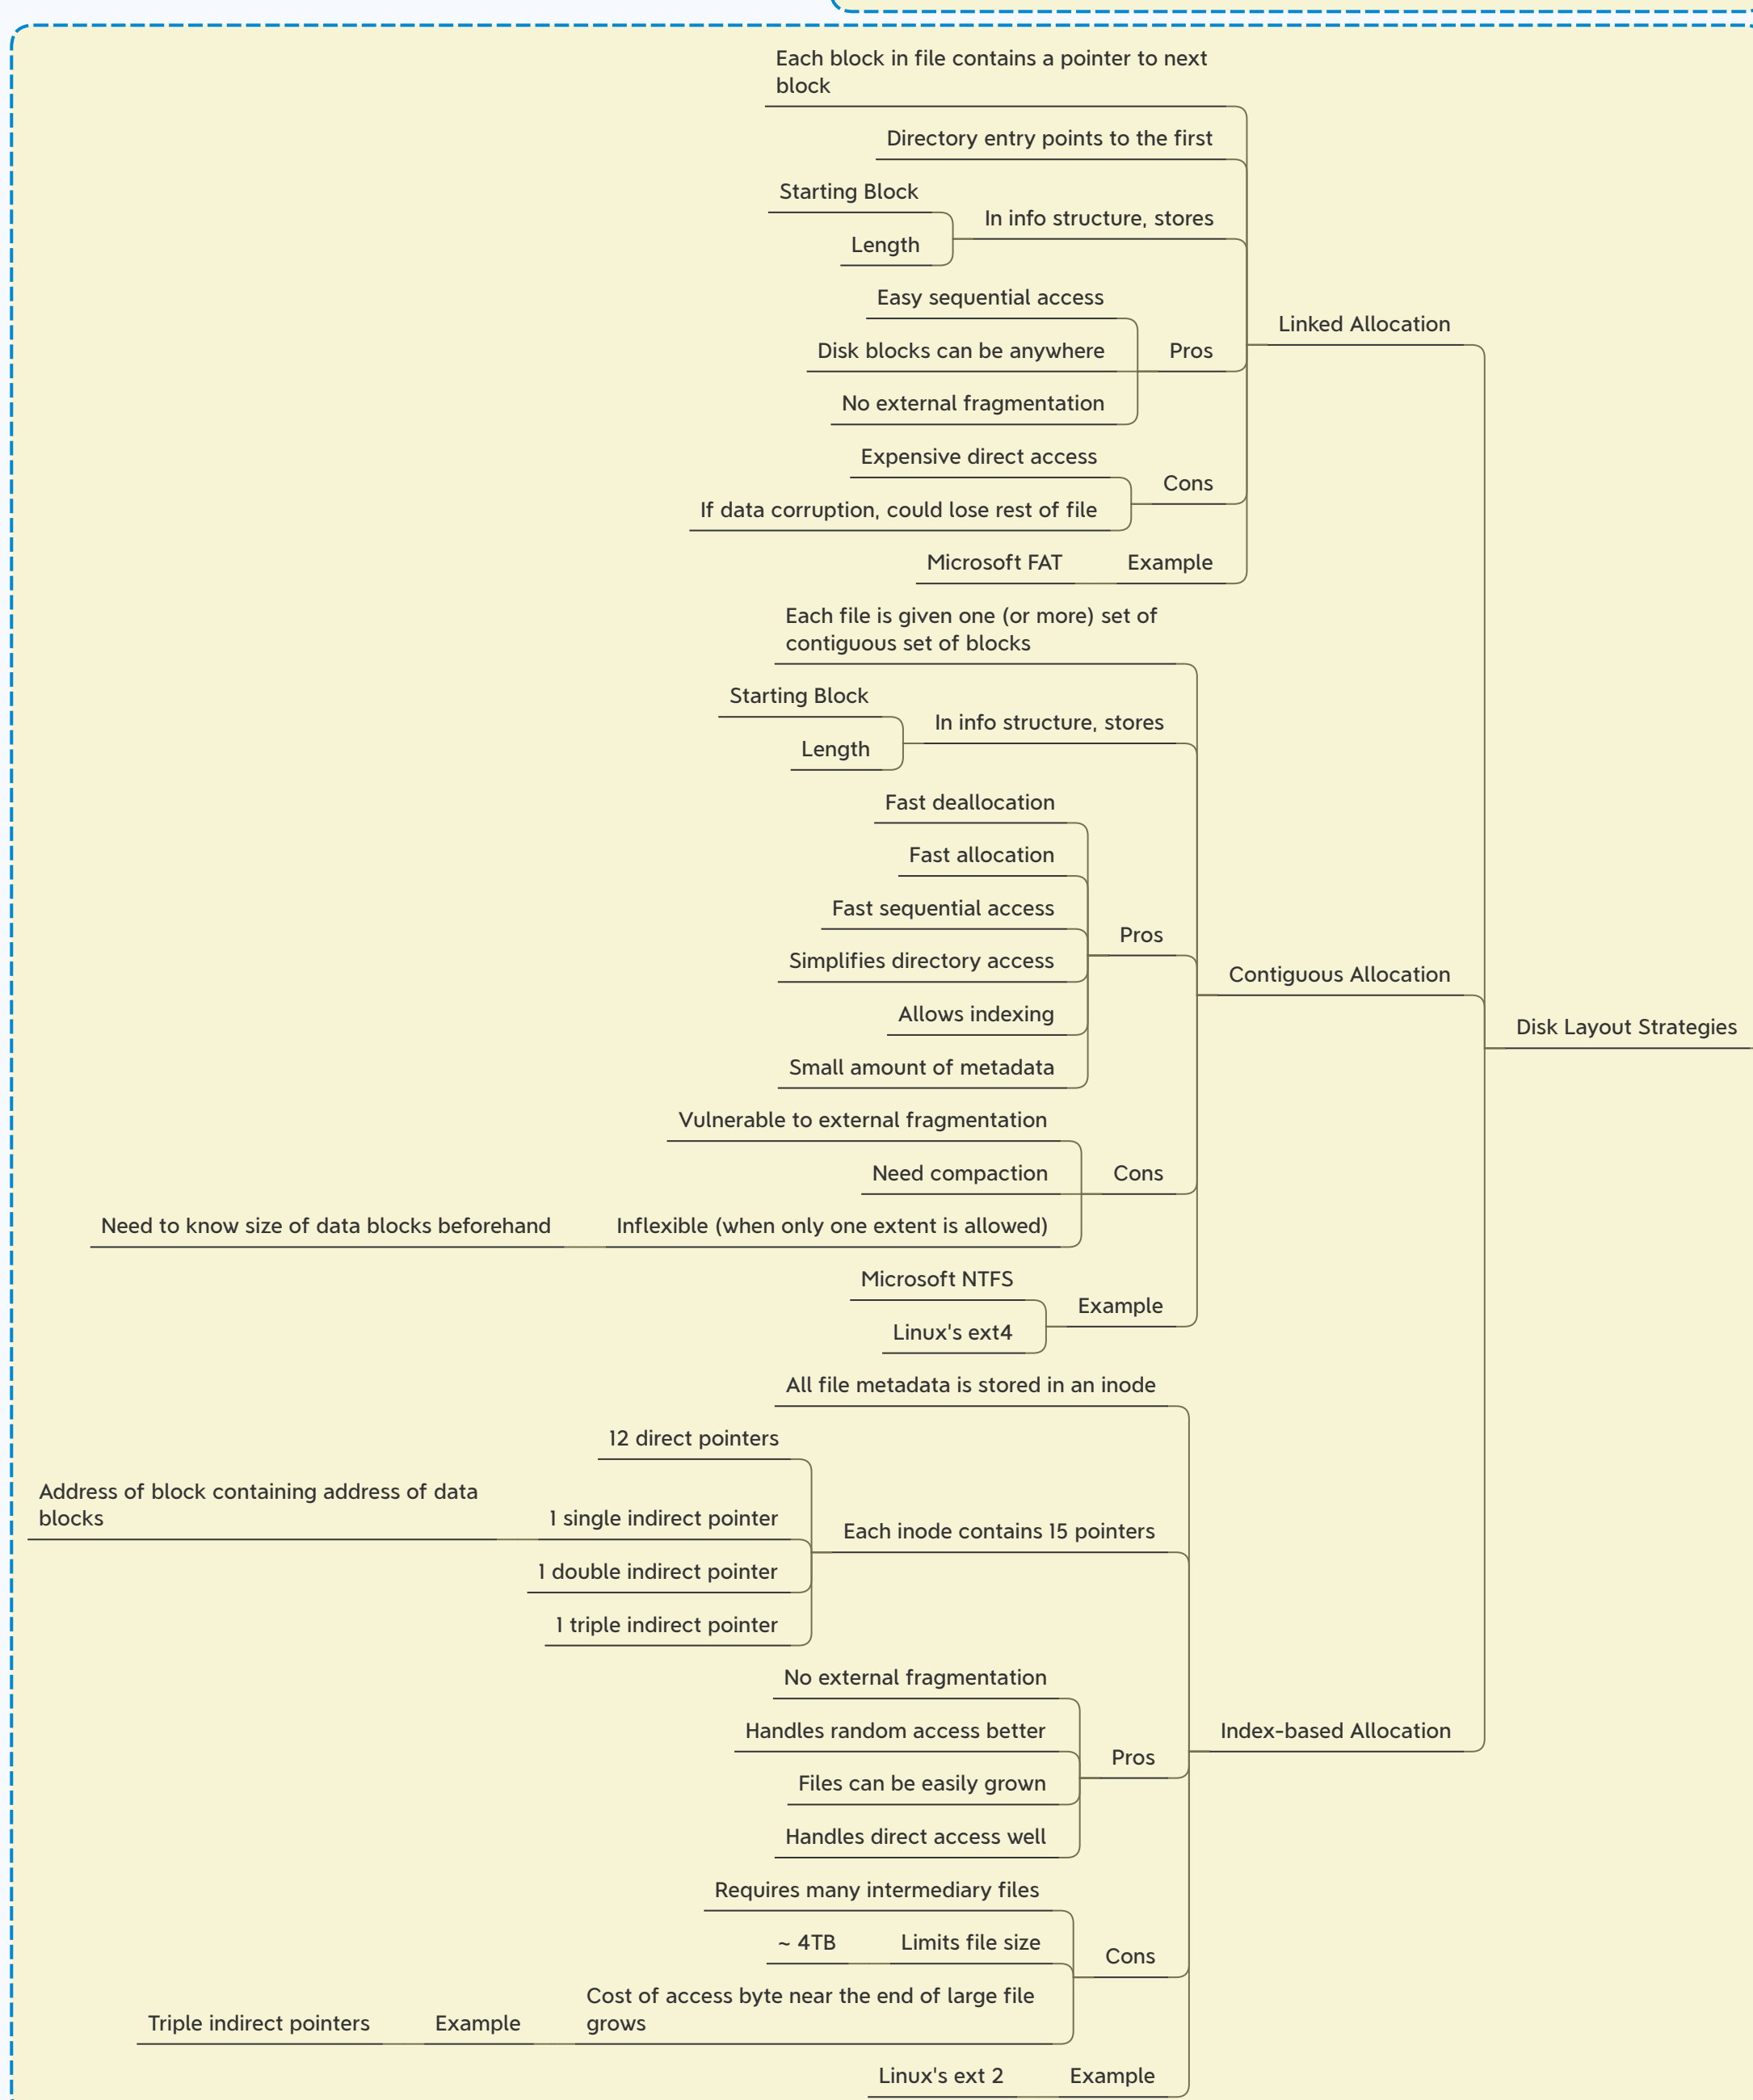 Each block in file contains a pointer to next
block
Directory entry points to the first
Starting Block
In info structure, stores
Length
Easy sequential access
Linked Allocation
Disk blocks can be anywhere
Pros
No external fragmentation
Expensive direct access
Cons
If data corruption, could lose rest of file
Microsoft FAT
Example
Each file is given one (or more) set of
contiguous set of blocks
Starting Block
In info structure, stores
Length
Fast deallocation
Fast allocation
Fast sequential access
Pros
Simplifies directory access
Contiguous Allocation
Allows indexing
Disk Layout Strategies
Small amount of metadata
Vulnerable to external fragmentation
Need compaction
Cons
Need to know size of data blocks beforehand
Inflexible (when only one extent is allowed)
Microsoft NTFS
Example
Linux's ext4
All file metadata is stored in an inode
12 direct pointers
Address of block containing address of data
blocks
1 single indirect pointer
Each inode contains 15 pointers
1 double indirect pointer
1 triple indirect pointer
No external fragmentation
Handles random access better
Index-based Allocation
Pros
Files can be easily grown
Handles direct access well
Requires many intermediary files
~ 4TB
Limits file size
Cons
Cost of access byte near the end of large file
grows
Triple indirect pointers
Example
Linux's ext 2
Example